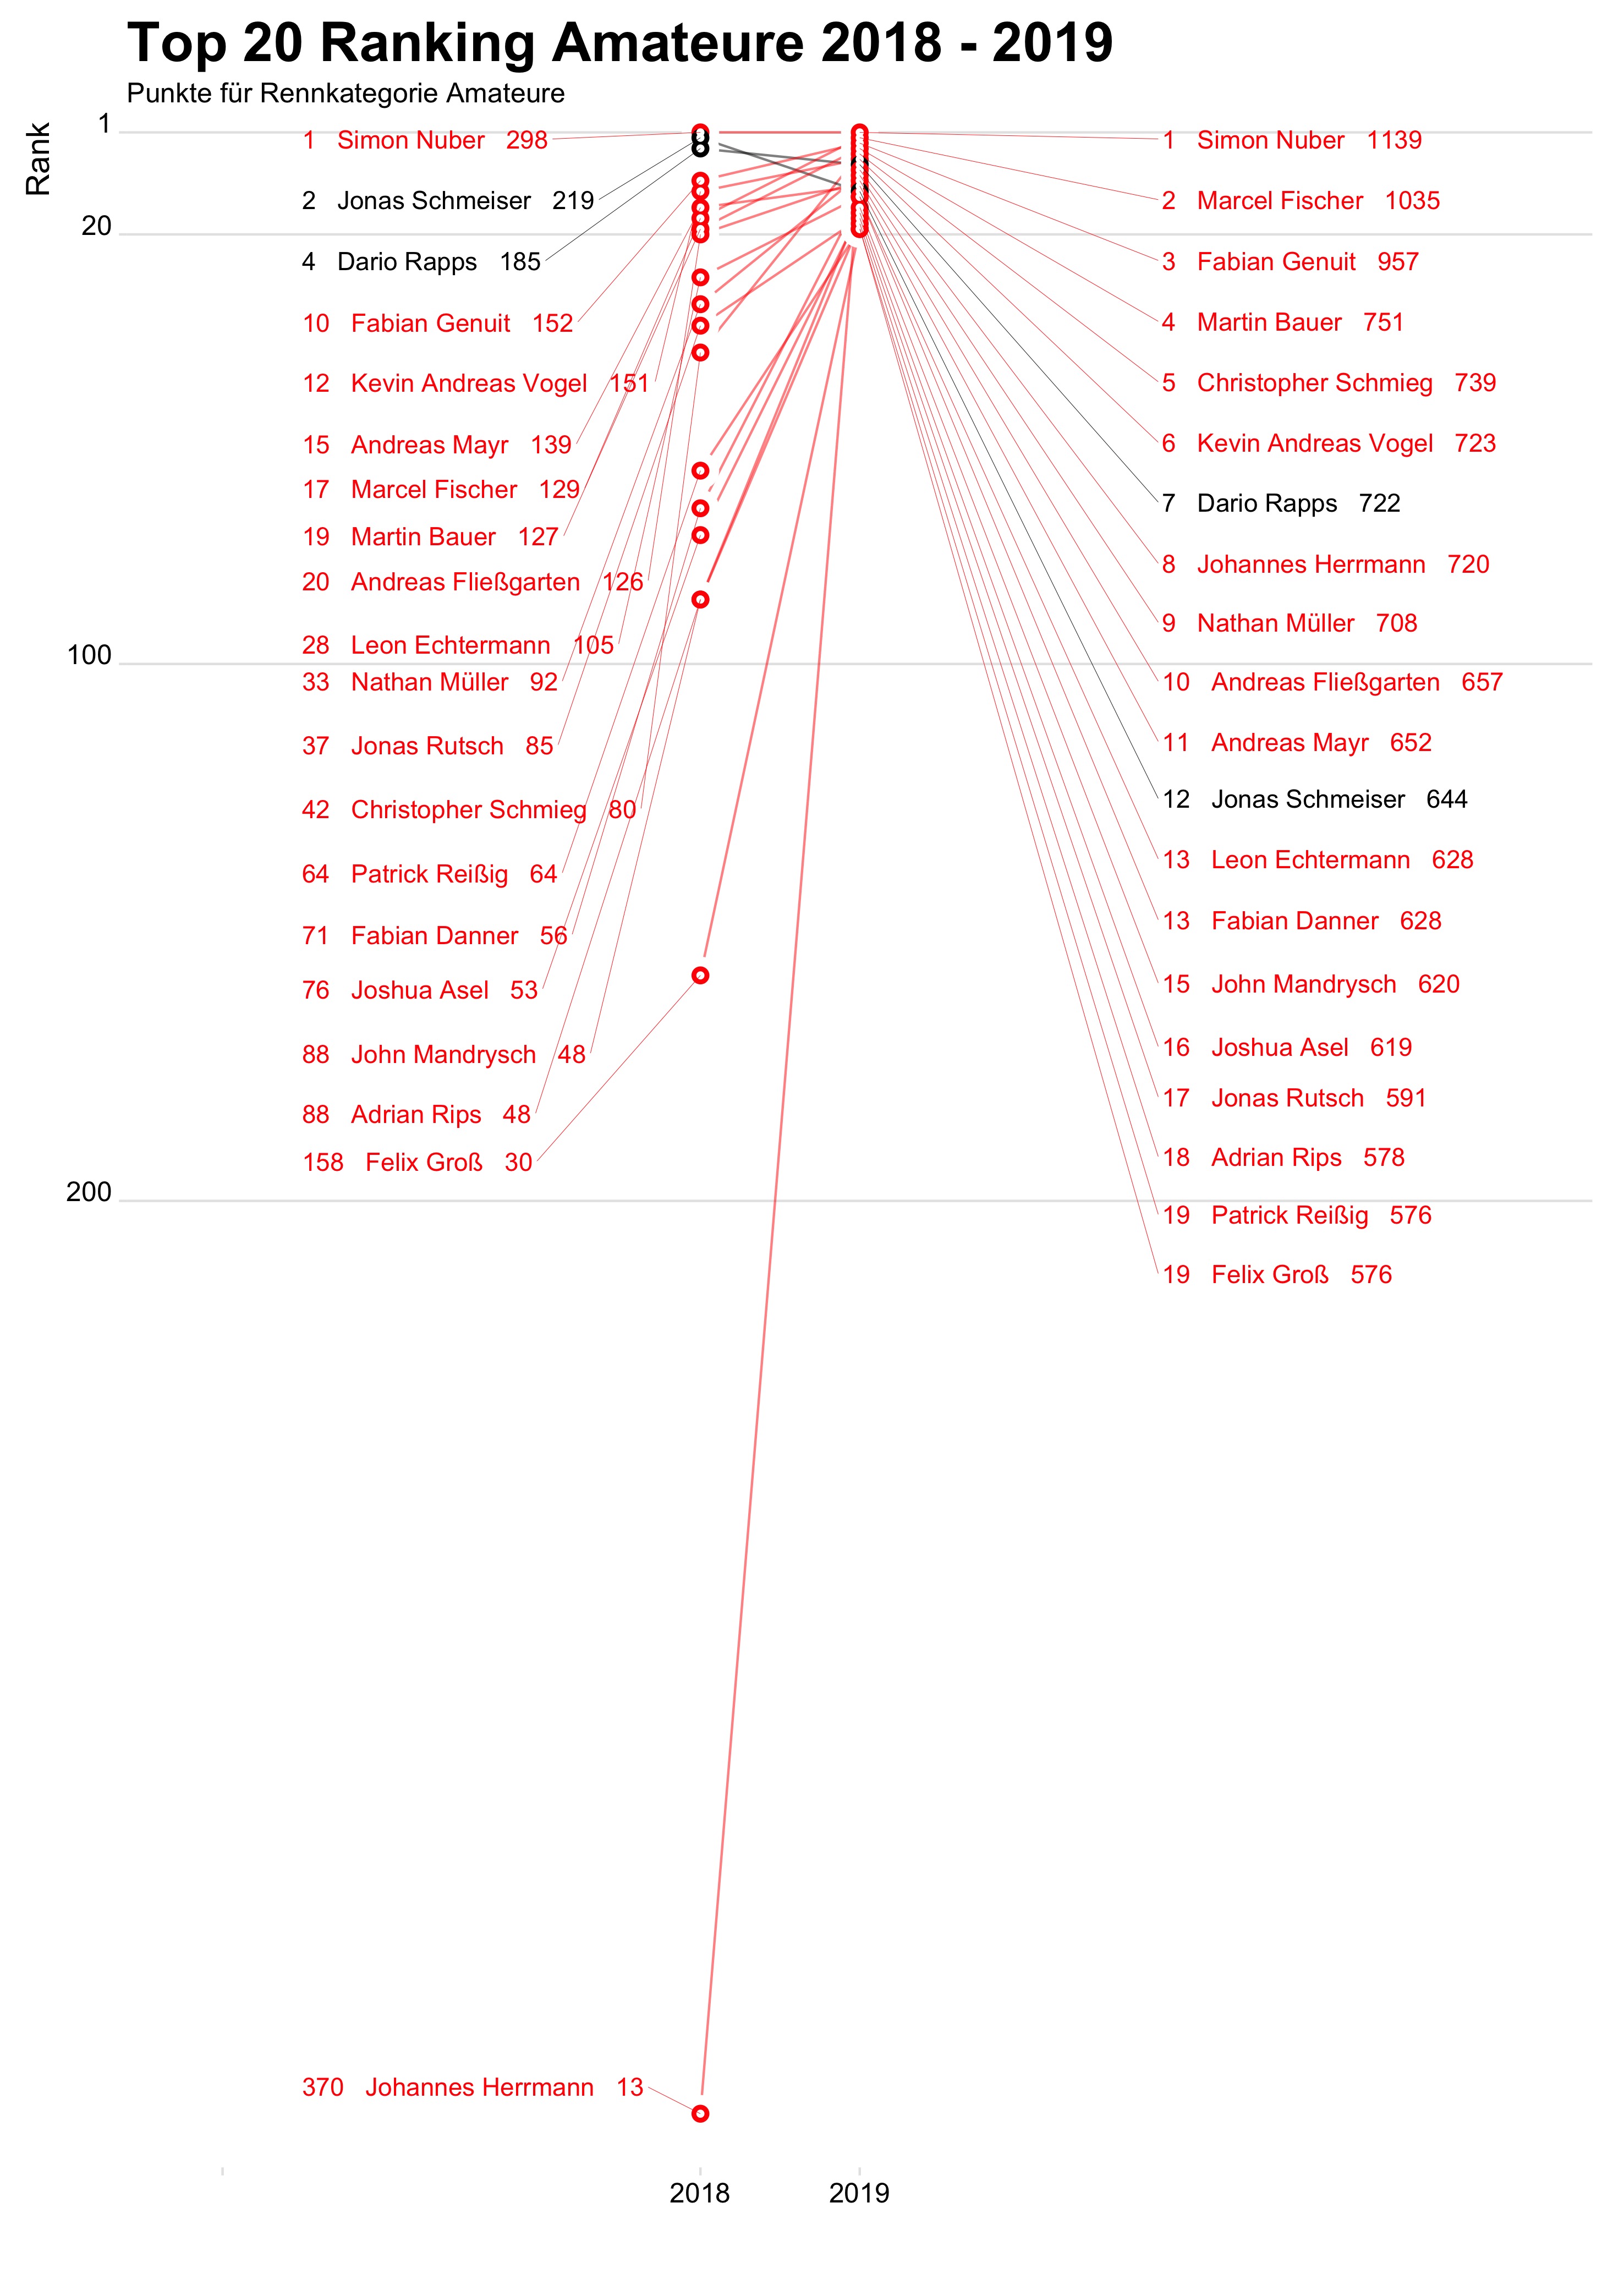 Top 20 Ranking Amateure 2018 - 2019
Punkte für Rennkategorie Amateure
Rank
1
20
100
200
1 Simon Nuber 298
2 Jonas Schmeiser 219
4 Dario Rapps 185
10 Fabian Genuit 152
12 Kevin Andreas Vogel 151
15 Andreas Mayr 139
17 Marcel Fischer 129
19 Martin Bauer 127
20 Andreas Fließgarten 126
28 Leon Echtermann 105
33 Nathan Müller 92
37 Jonas Rutsch 85
42 Christopher Schmieg 80
64 Patrick Reißig 64
71 Fabian Danner 56
76 Joshua Asel 53
88 John Mandrysch 48
88 Adrian Rips 48
158 Felix Groß 30
370 Johannes Herrmann 13
1 Simon Nuber 1139
2 Marcel Fischer 1035
3 Fabian Genuit 957
4 Martin Bauer 751
5 Christopher Schmieg 739
6 Kevin Andreas Vogel 723
7 Dario Rapps 722
8 Johannes Herrmann 720
9 Nathan Müller 708
10 Andreas Fließgarten 657
11 Andreas Mayr 652
12 Jonas Schmeiser 644
13 Leon Echtermann 628
13 Fabian Danner 628
15 John Mandrysch 620
16 Joshua Asel 619
17 Jonas Rutsch 591
18 Adrian Rips 578
19 Patrick Reißig 576
19 Felix Groß 576
2018 2019